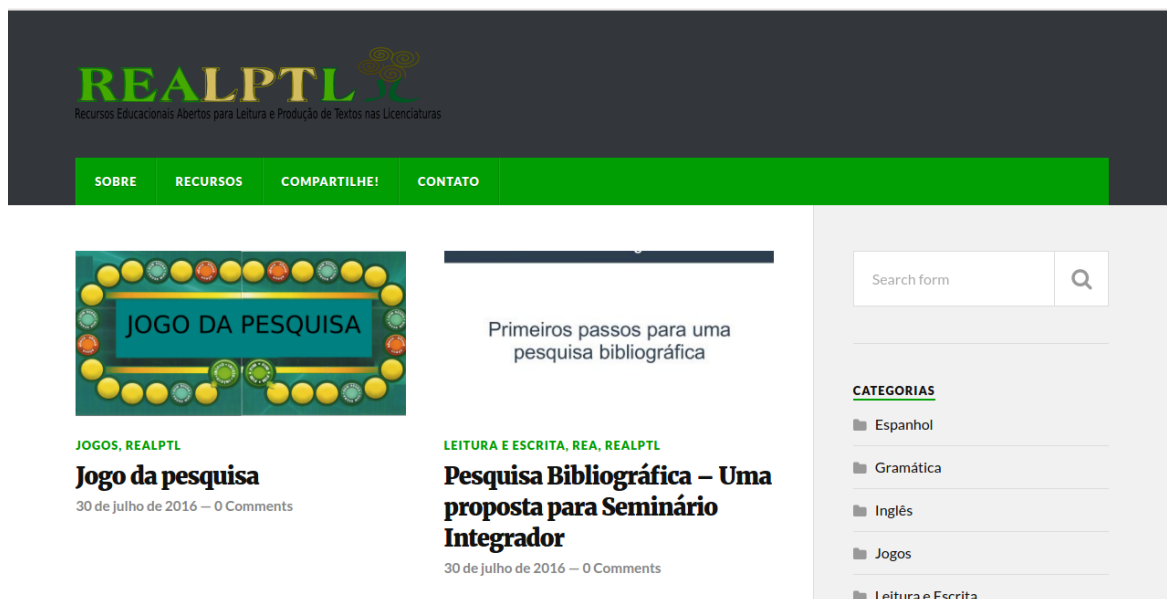 REALPTL
Recursos Educacionais Abertos para Leitura e Produção de Textos nas Licenciaturas
SOBRE
RECURSOS
COMPARTILHE!
CONTATO
JOGO DA PESQUISA
JOGOS, REALPTL
Jogo da pesquisa
30 de julho de 2016 — 0 Comments
Primeiros passos para uma
pesquisa bibliográfica
LEITURA E ESCRITA, REA, REALPTL
Pesquisa Bibliográfica – Uma
proposta para Seminário
Integrador
30 de julho de 2016 — 0 Comments
Search form
CATEGORIAS
Espanhol
Gramática
Inglês
Jogos
Leitura e Escrita